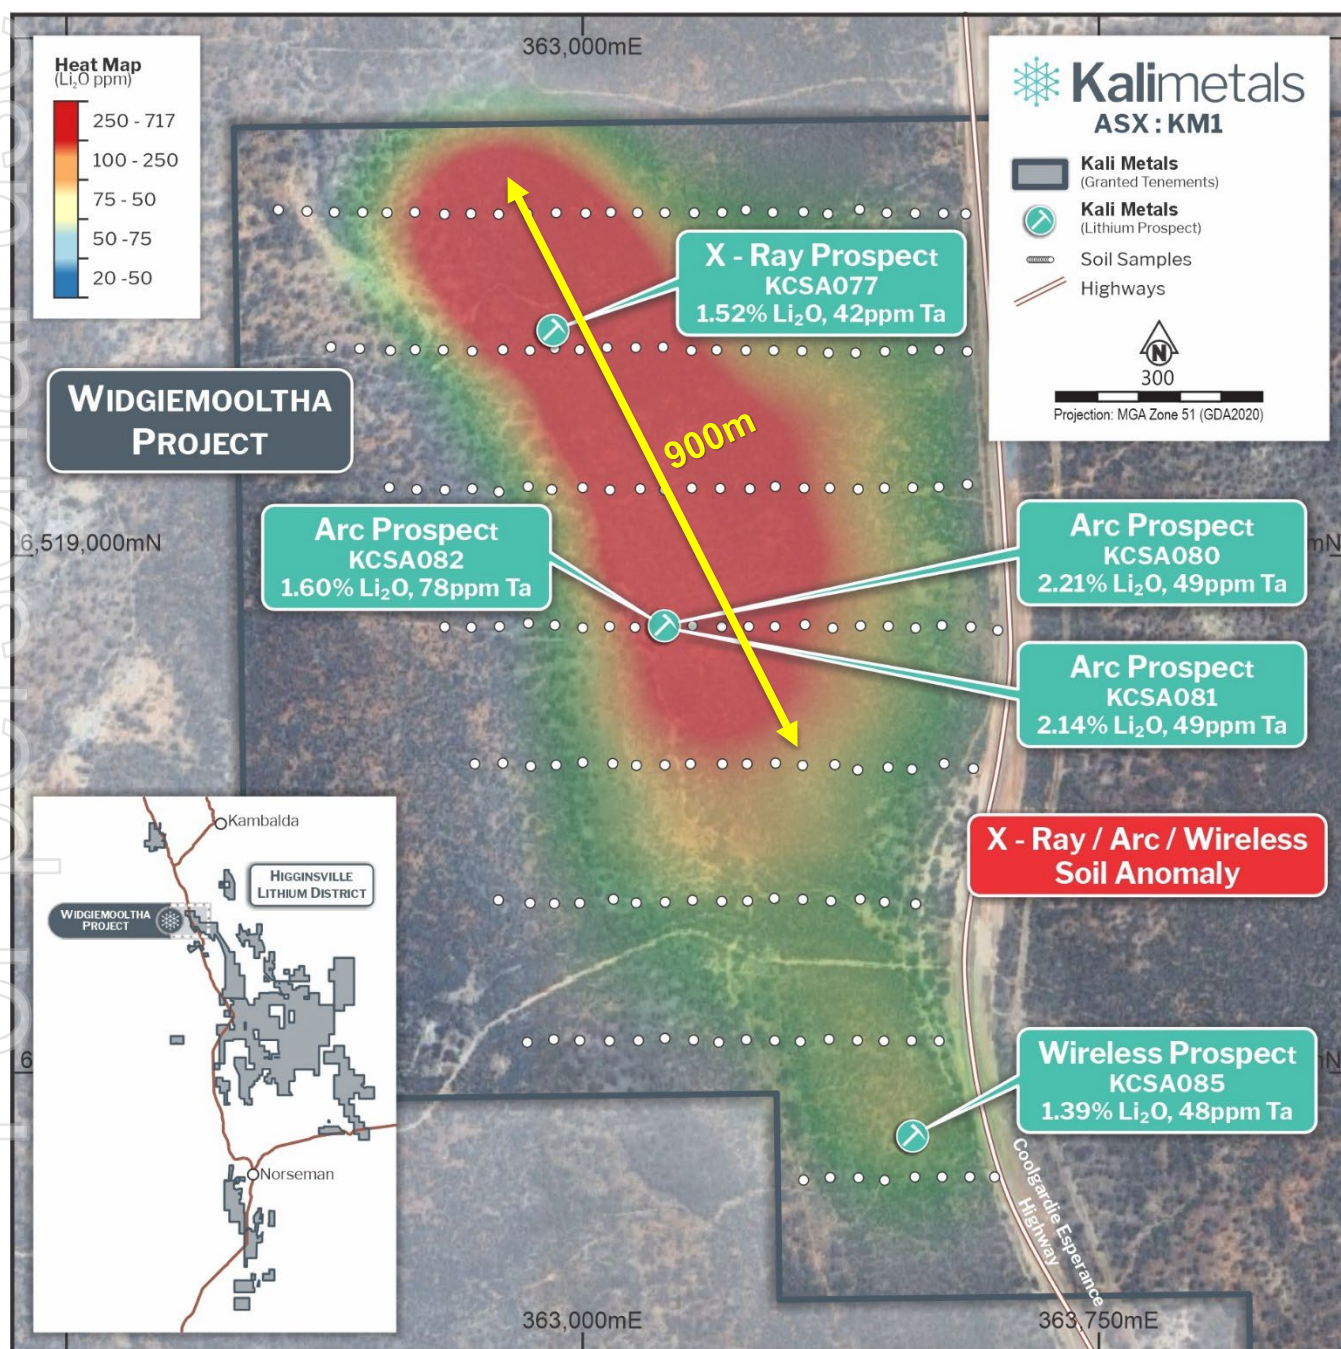 363,000mE
Heat Map
(Li₂O ppm)
250 - 717
100 - 250
75 - 50
50 -75
20 -50
Kalimetals
ASX : KM1
Kali Metals
(Granted Tenements)
Kali Metals
(Lithium Prospect)
Soil Samples
Highways
N
300
Projection: MGA Zone 51 (GDA2020)
X - Ray Prospect
KCSA077
1.52% Li₂O, 42ppm Ta
WIDGIEMOOLTHA
PROJECT
900m
6,519,000mN
Arc Prospect
KCSA082
1.60% Li₂O, 78ppm Ta
Arc Prospect
KCSA080
2.21% Li₂O, 49ppm Ta
mN
Arc Prospect
KCSA081
2.14% Li₂O, 49ppm Ta
X - Ray / Arc / Wireless
Soil Anomaly
Kambalda
HIGGINSVILLE
LITHIUM DISTRICT
WIDGIEMOOLTHA
PROJECT
Norseman
6
Wireless Prospect
KCSA085
1.39% Li₂O, 48ppm Ta
mN
Coolgardie Esperance
Highway
363,000mE
363,750mE